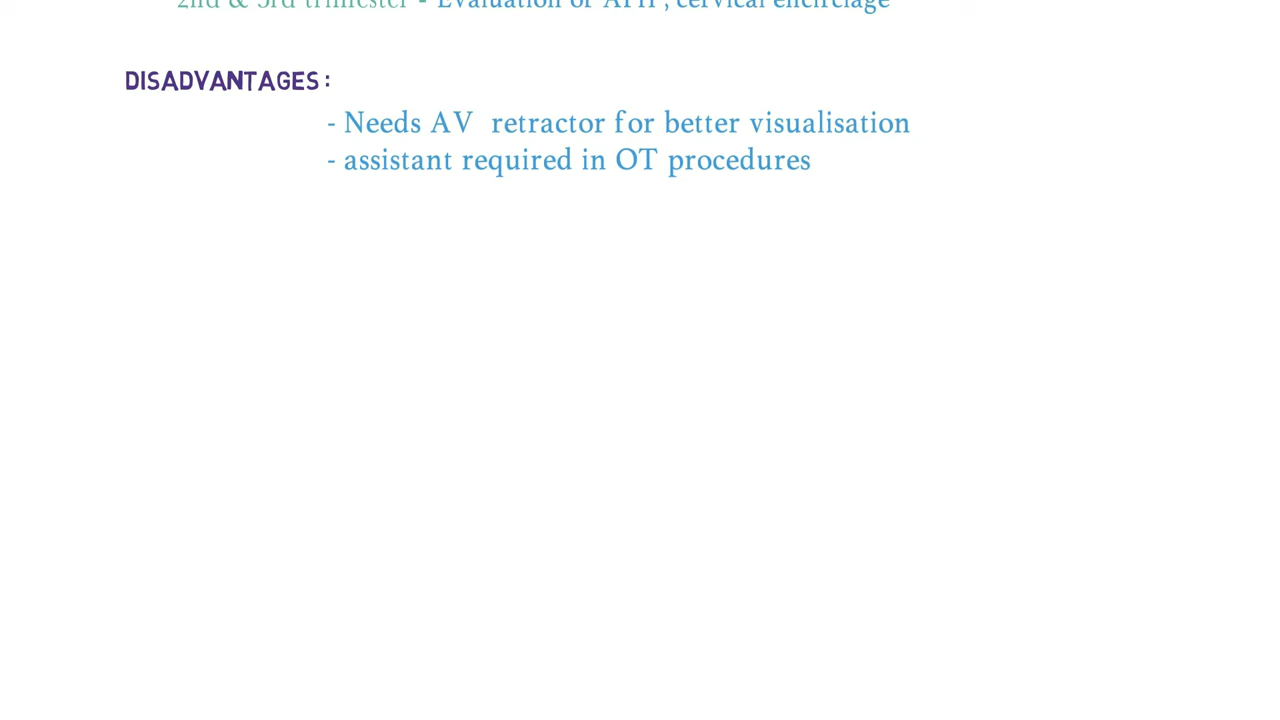 2nd & 3rd trimester - Evaluation of APH , cervical encirclage
DISADVANTAGES :
- Needs AV retractor for better visualisation
- assistant required in OT procedures